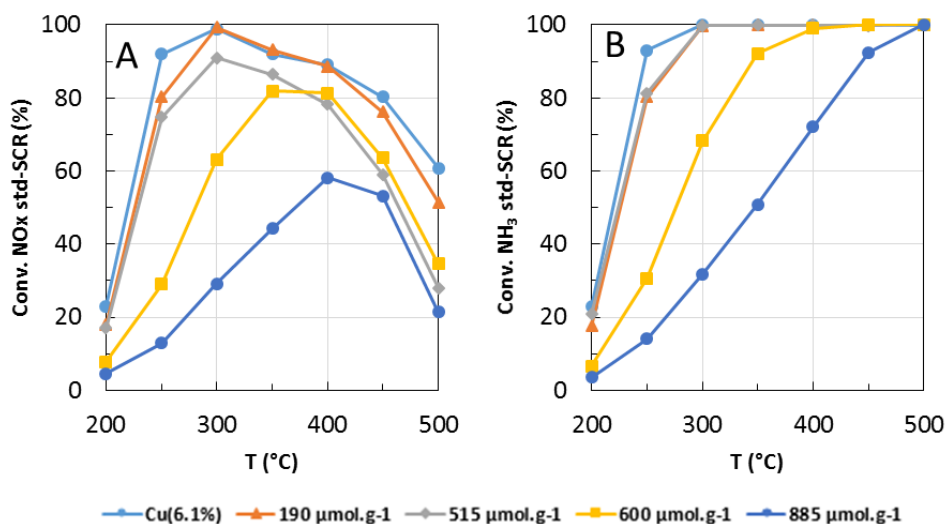 A
B
Conv. NOx std-SCR (%)
100
80
60
40
20
0
200 300 400 500
T (°C)
Conv. NH₃ std-SCR (%)
100
80
60
40
20
0
200 300 400 500
T (°C)
Cu(6.1%) 190 µmol.g-1 515 µmol.g-1 600 µmol.g-1 885 µmol.g-1